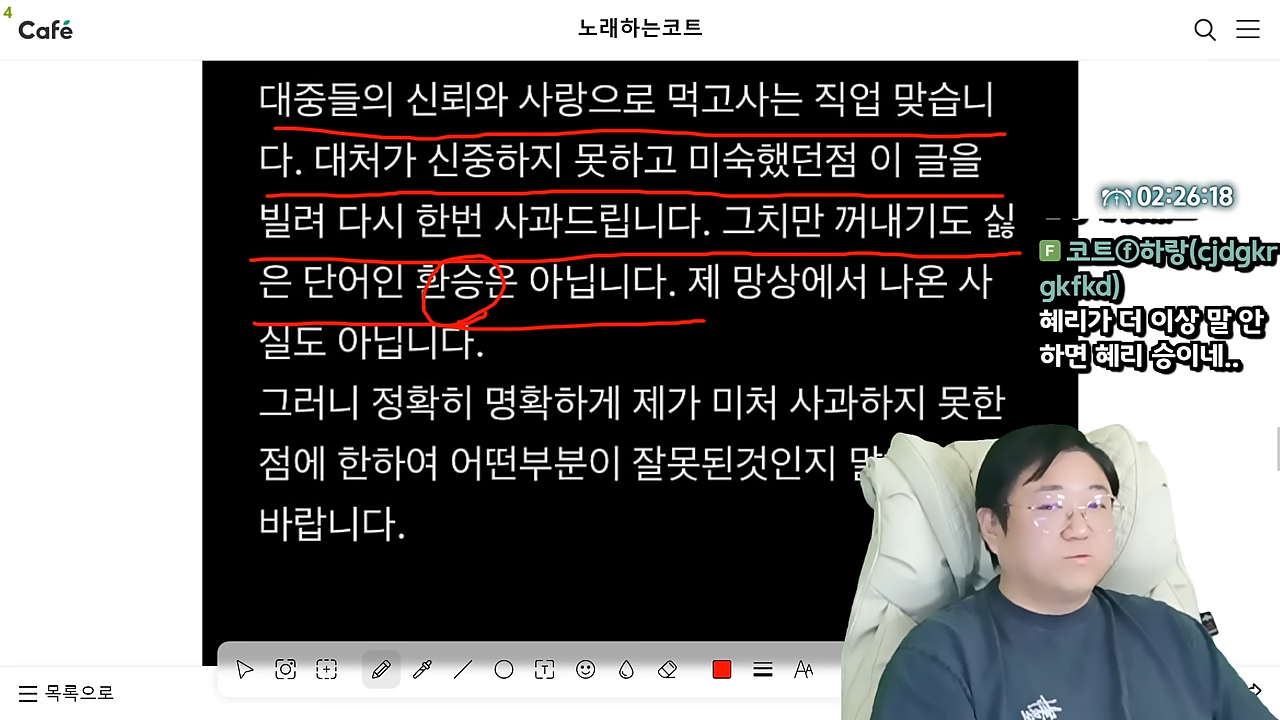 4
Café
노래하는코트
대중들의 신뢰와 사랑으로 먹고사는 직업 맞습니
다. 대처가 신중하지 못하고 미숙했던점 이 글을
빌려 다시 한번 사과드립니다. 그치만 꺼내기도 싫
은 단어인 환승은 아닙니다. 제 망상에서 나온 사
실도 아닙니다.
그러니 정확히 명확하게 제가 미처 사과하지 못한
점에 한하여 어떤부분이 잘못된것인지
바랍니다.
02:26:18
F 코트ⓕ하랑(cjdgkr
gkfkd)
혜리가 더 이상 말 안
하면 혜리 승이네..
T
AA
목록으로